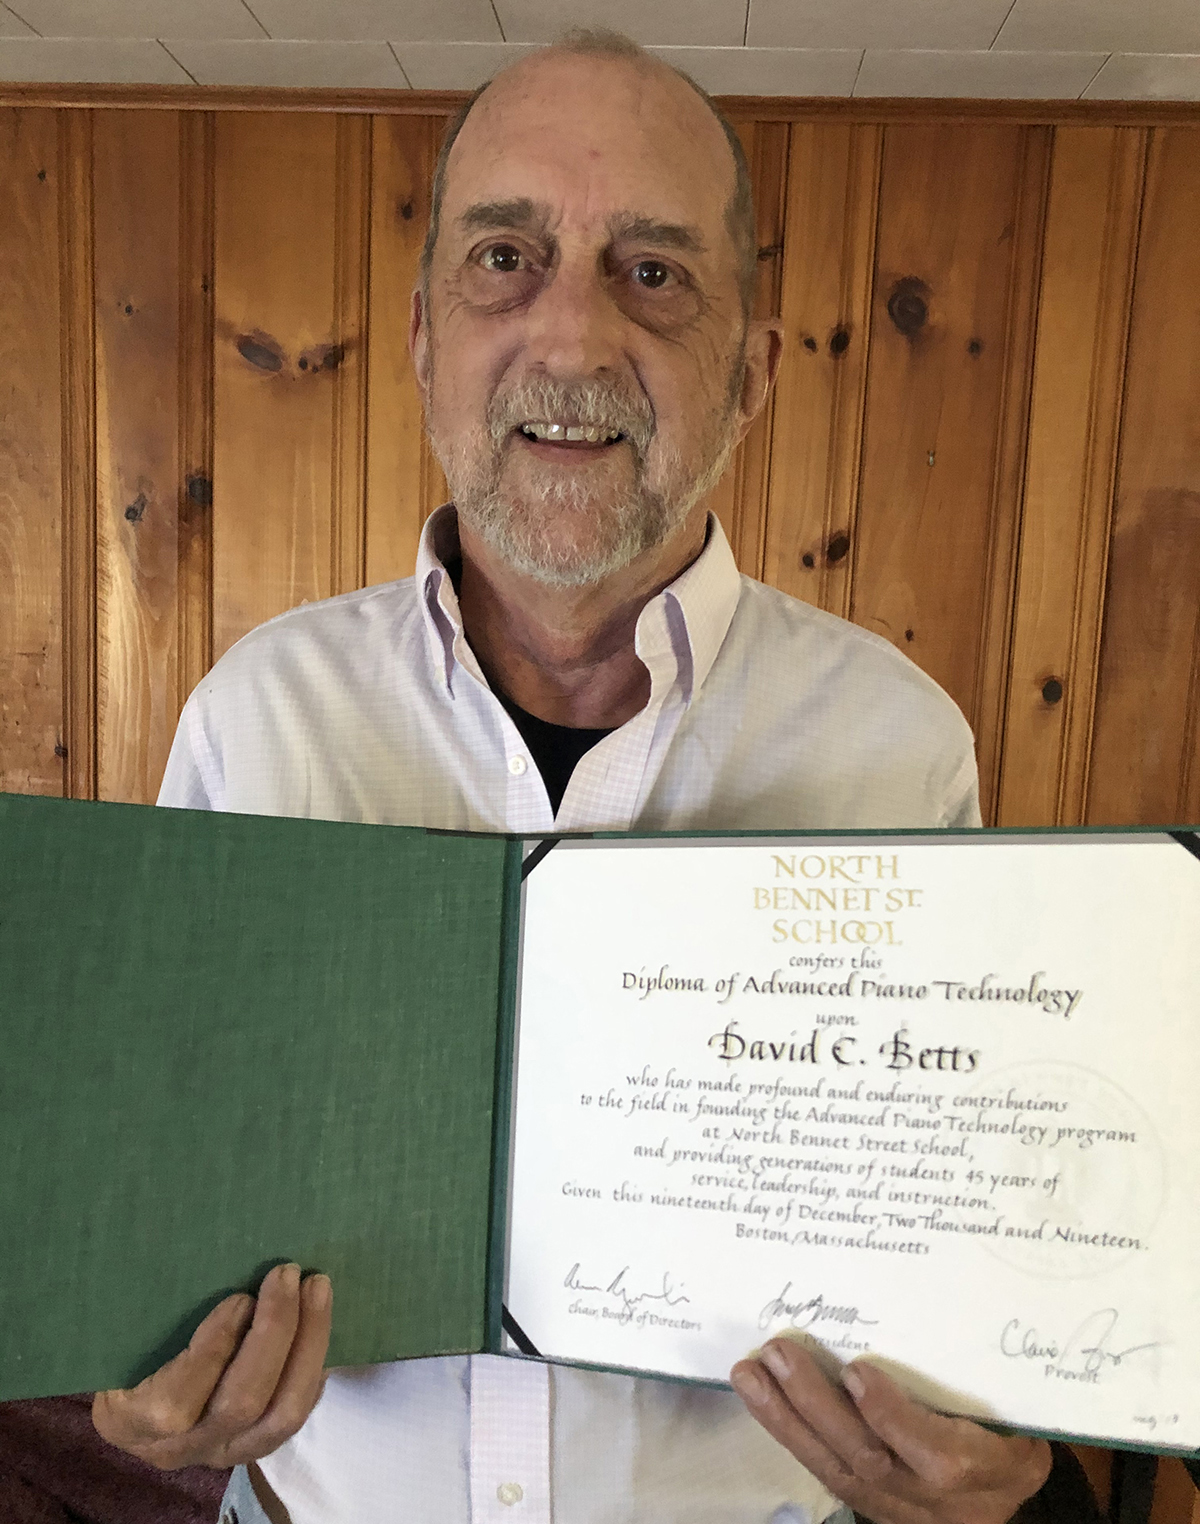 NORTH
BENNET ST.
SCHOOL
confers this
Diploma of Advanced Piano Technology
upon
David C. Betts
who has made profound and enduring contributions
to the field in founding the Advanced Piano Technology program
at North Bennet Street School,
and providing generations of students 45 years of
service, leadership, and instruction.
Given this nineteenth day of December, Two Thousand and Nineteen.
Boston, Massachusetts
Chair, Board of Directors
President
Claire
Provost